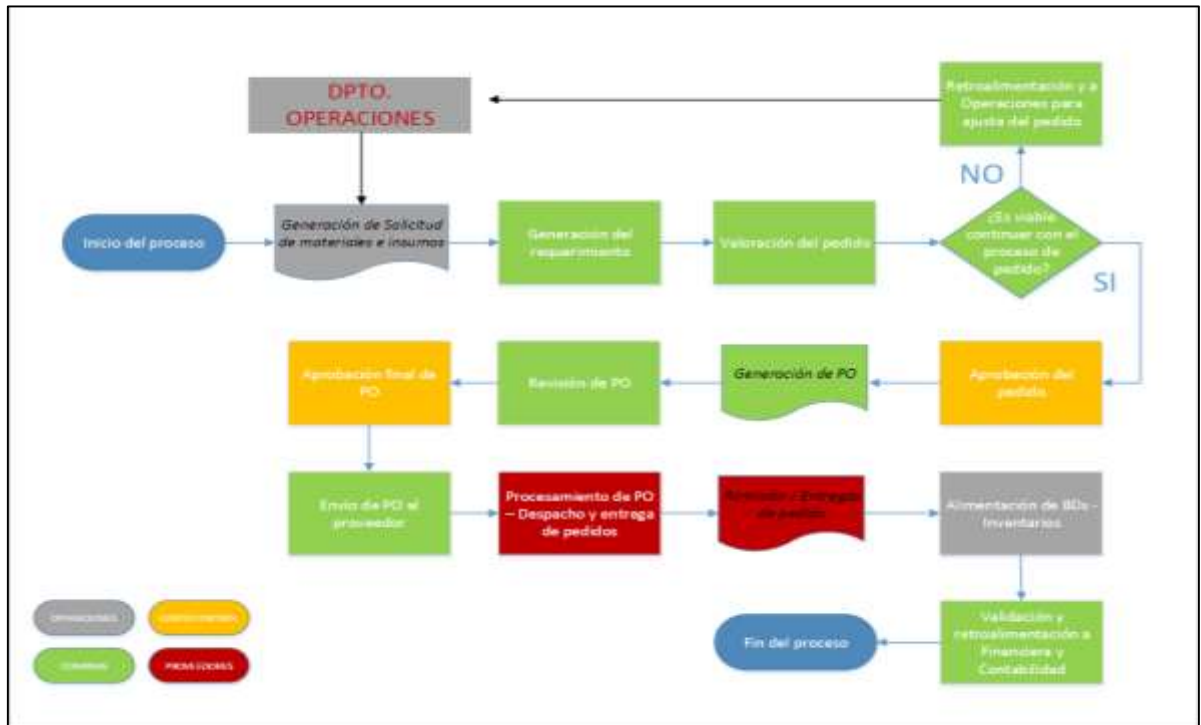 DPTO.
OPERACIONES
Retroalimentación y a
Operaciones para
ajuste del pedido
NO
Inicio del proceso
Generación de Solicitud
de materiales e insumos
Generación del
requerimiento
Valoración del pedido
¿Es viable
continuar con el
proceso de
pedido?
SI
Aprobación final de
PO
Revisión de PO
Generación de PO
Aprobación del
pedido
Envío de PO al
proveedor
Procesamiento de PO
– Despacho y entrega
de pedidos
de pedido
Alimentación de BDs -
Inventarios
OPERACIONES
COMPRAS
PROVEEDORES
Fin del proceso
Validación y
retroalimentación a
Financiera y
Contabilidad